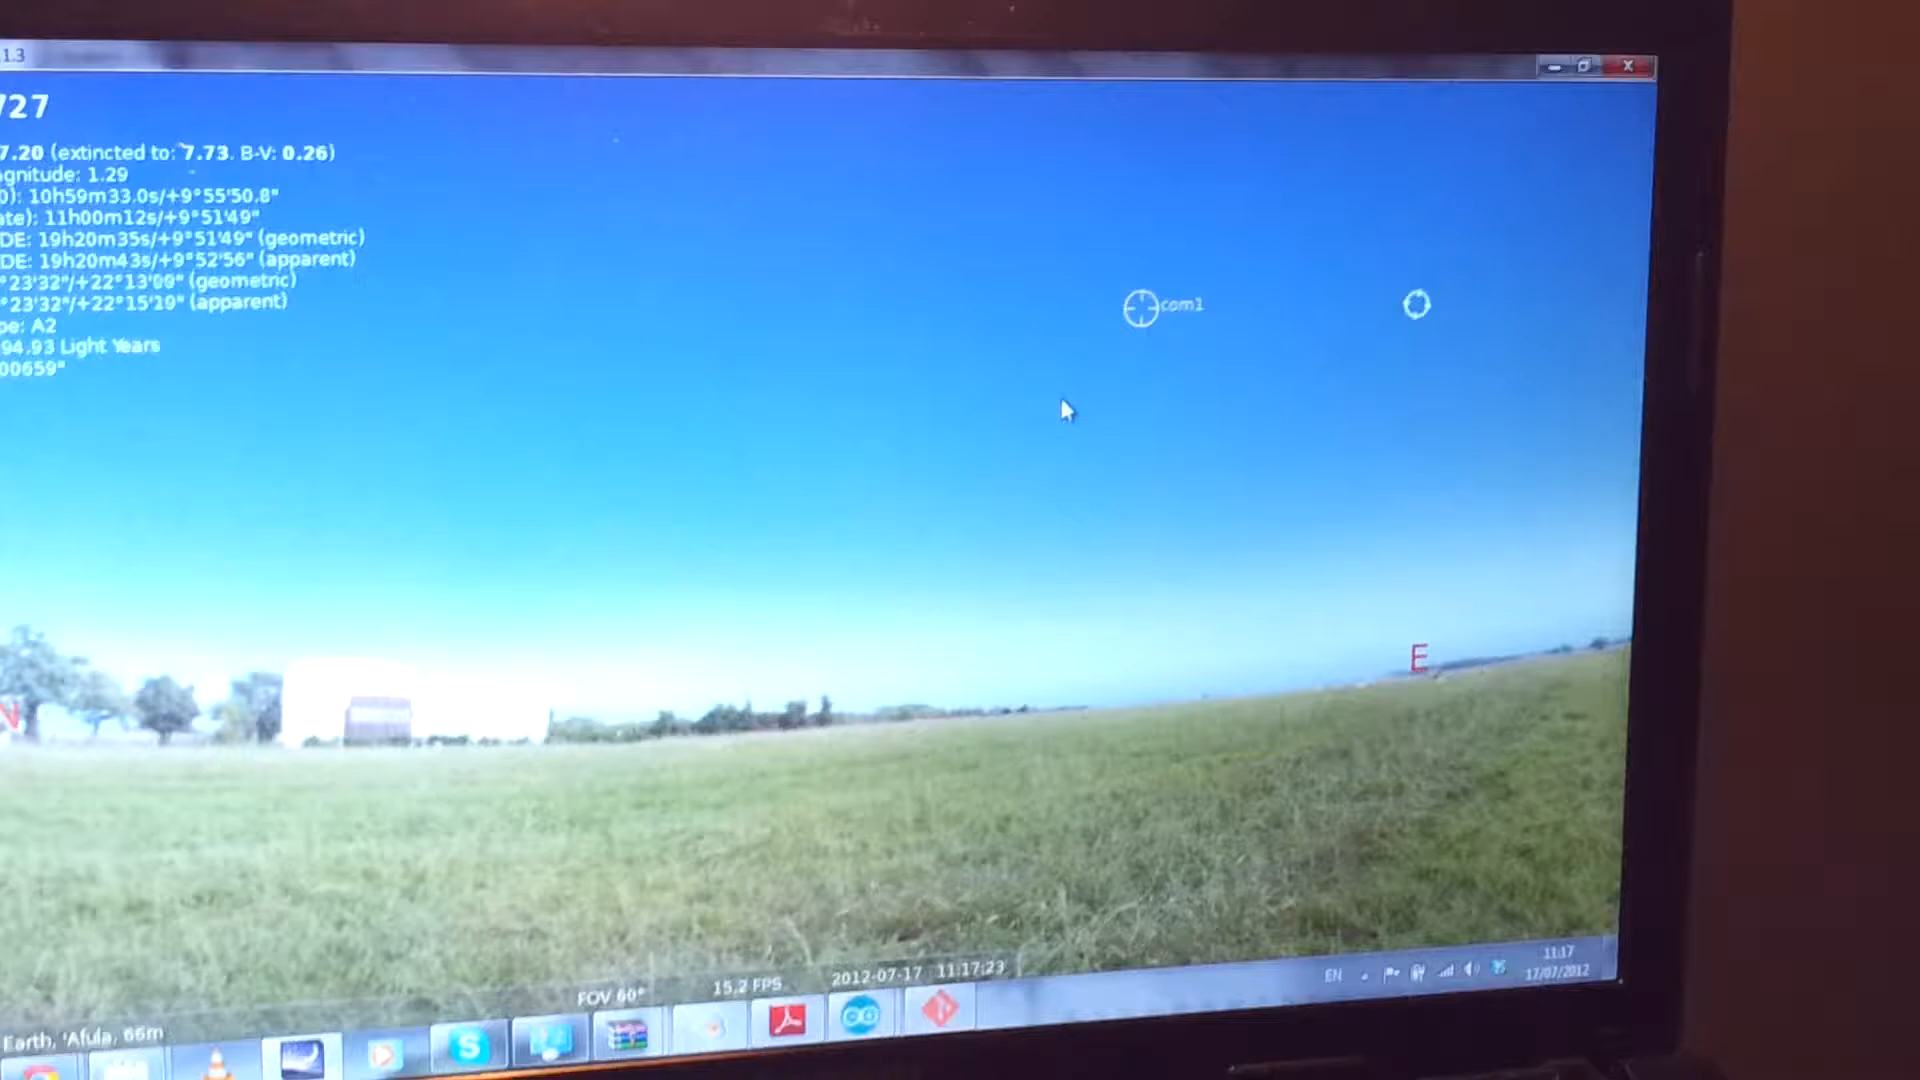 1.3
727
7.20 (extincted to: 7.73. B-V: 0.26)
agnitude: 1.29
0): 10h59m33.0s/+9°55'50.8"
ate): 11h00m12s/+9°51'49"
DE: 19h20m35s/+9°51'49" (geometric)
DE: 19h20m43s/+9°52'56" (apparent)
°23'32"/+22°13'09" (geometric)
°23'32"/+22°15'19" (apparent)
pe: A2
94.93 Light Years
00659"
com1
E
N
Earth, 'Afula, 66m
FOV 60°
15.2 FPS
2012-07-17 11:17:23
EN
11:17
17/07/2012